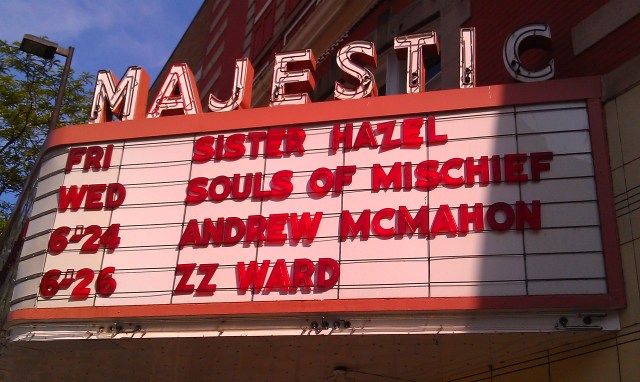 MAJESTIC
FRI SISTER HAZEL
WED SOULS OF MISCHIEF
6-24 ANDREW MCMAHON
6-26 ZZ WARD